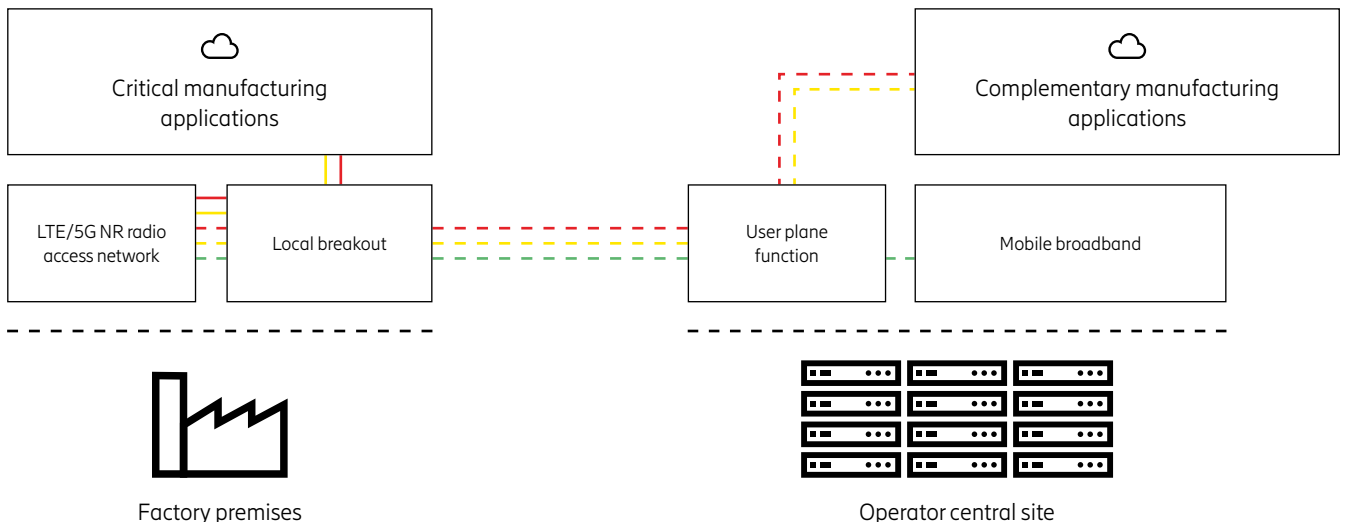 Critical manufacturing
applications
Complementary manufacturing
applications
LTE/5G NR radio
access network
Local breakout
User plane
function
Mobile broadband
Factory premises
Operator central site